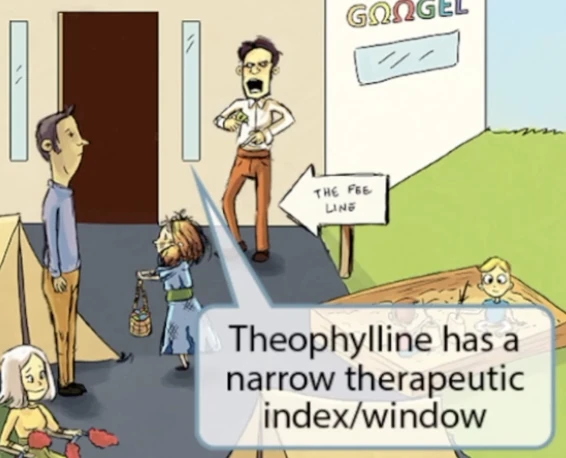 GΩΩGEL
THE FEE
LINE
Theophylline has a
narrow therapeutic
index/window